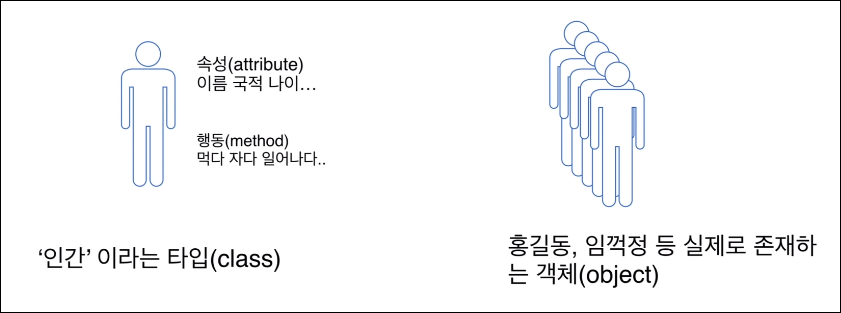 속성(attribute)
이름 국적 나이...
행동(method)
먹다 자다 일어나다..
‘인간’ 이라는 타입(class)
홍길동, 임꺽정 등 실제로 존재하
는 객체(object)